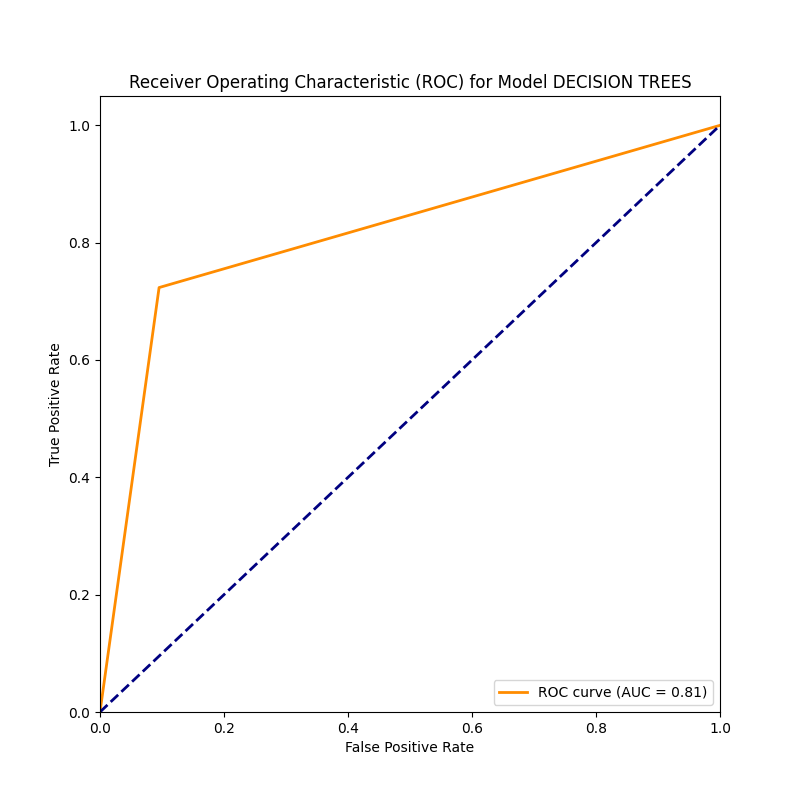 Receiver Operating Characteristic (ROC) for Model DECISION TREES
1.0
0.8
0.6
0.4
0.2
0.0
True Positive Rate
ROC curve (AUC = 0.81)
0.0 0.2 0.4 0.6 0.8 1.0
False Positive Rate